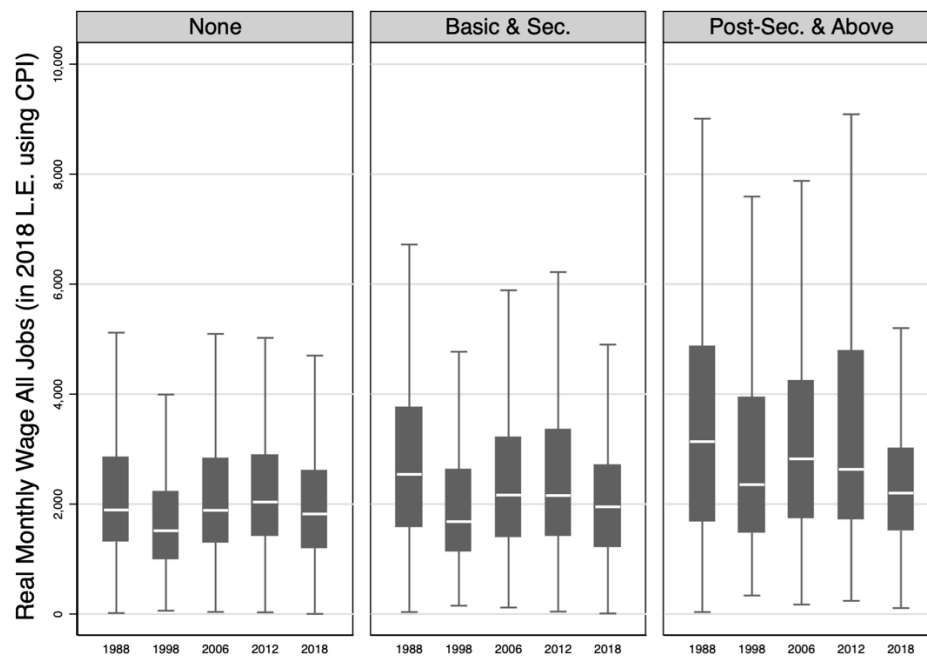 None
Basic & Sec.
Post-Sec. & Above
Real Monthly Wage All Jobs (in 2018 L.E. using CPI)
10,000
8,000
6,000
4,000
2,000
0
1988 1998 2006 2012 2018
1988 1998 2006 2012 2018
1988 1998 2006 2012 2018